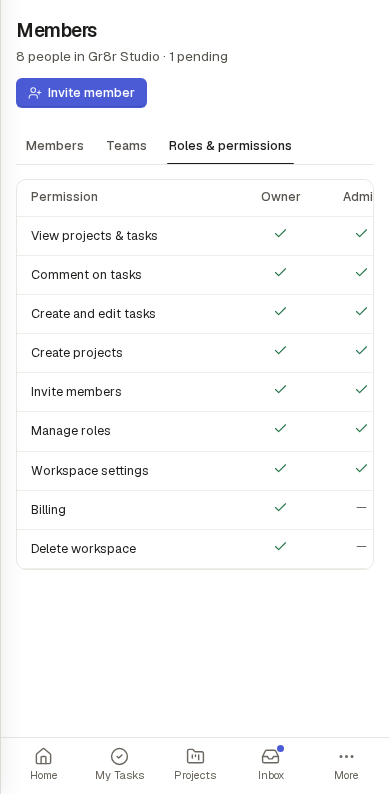 Members
8 people in Gr8r Studio · 1 pending
Invite member
Members Teams Roles & permissions
Permission Owner Admi
View projects & tasks
Comment on tasks
Create and edit tasks
Create projects
Invite members
Manage roles
Workspace settings
Billing —
Delete workspace —
Home My Tasks Projects Inbox More